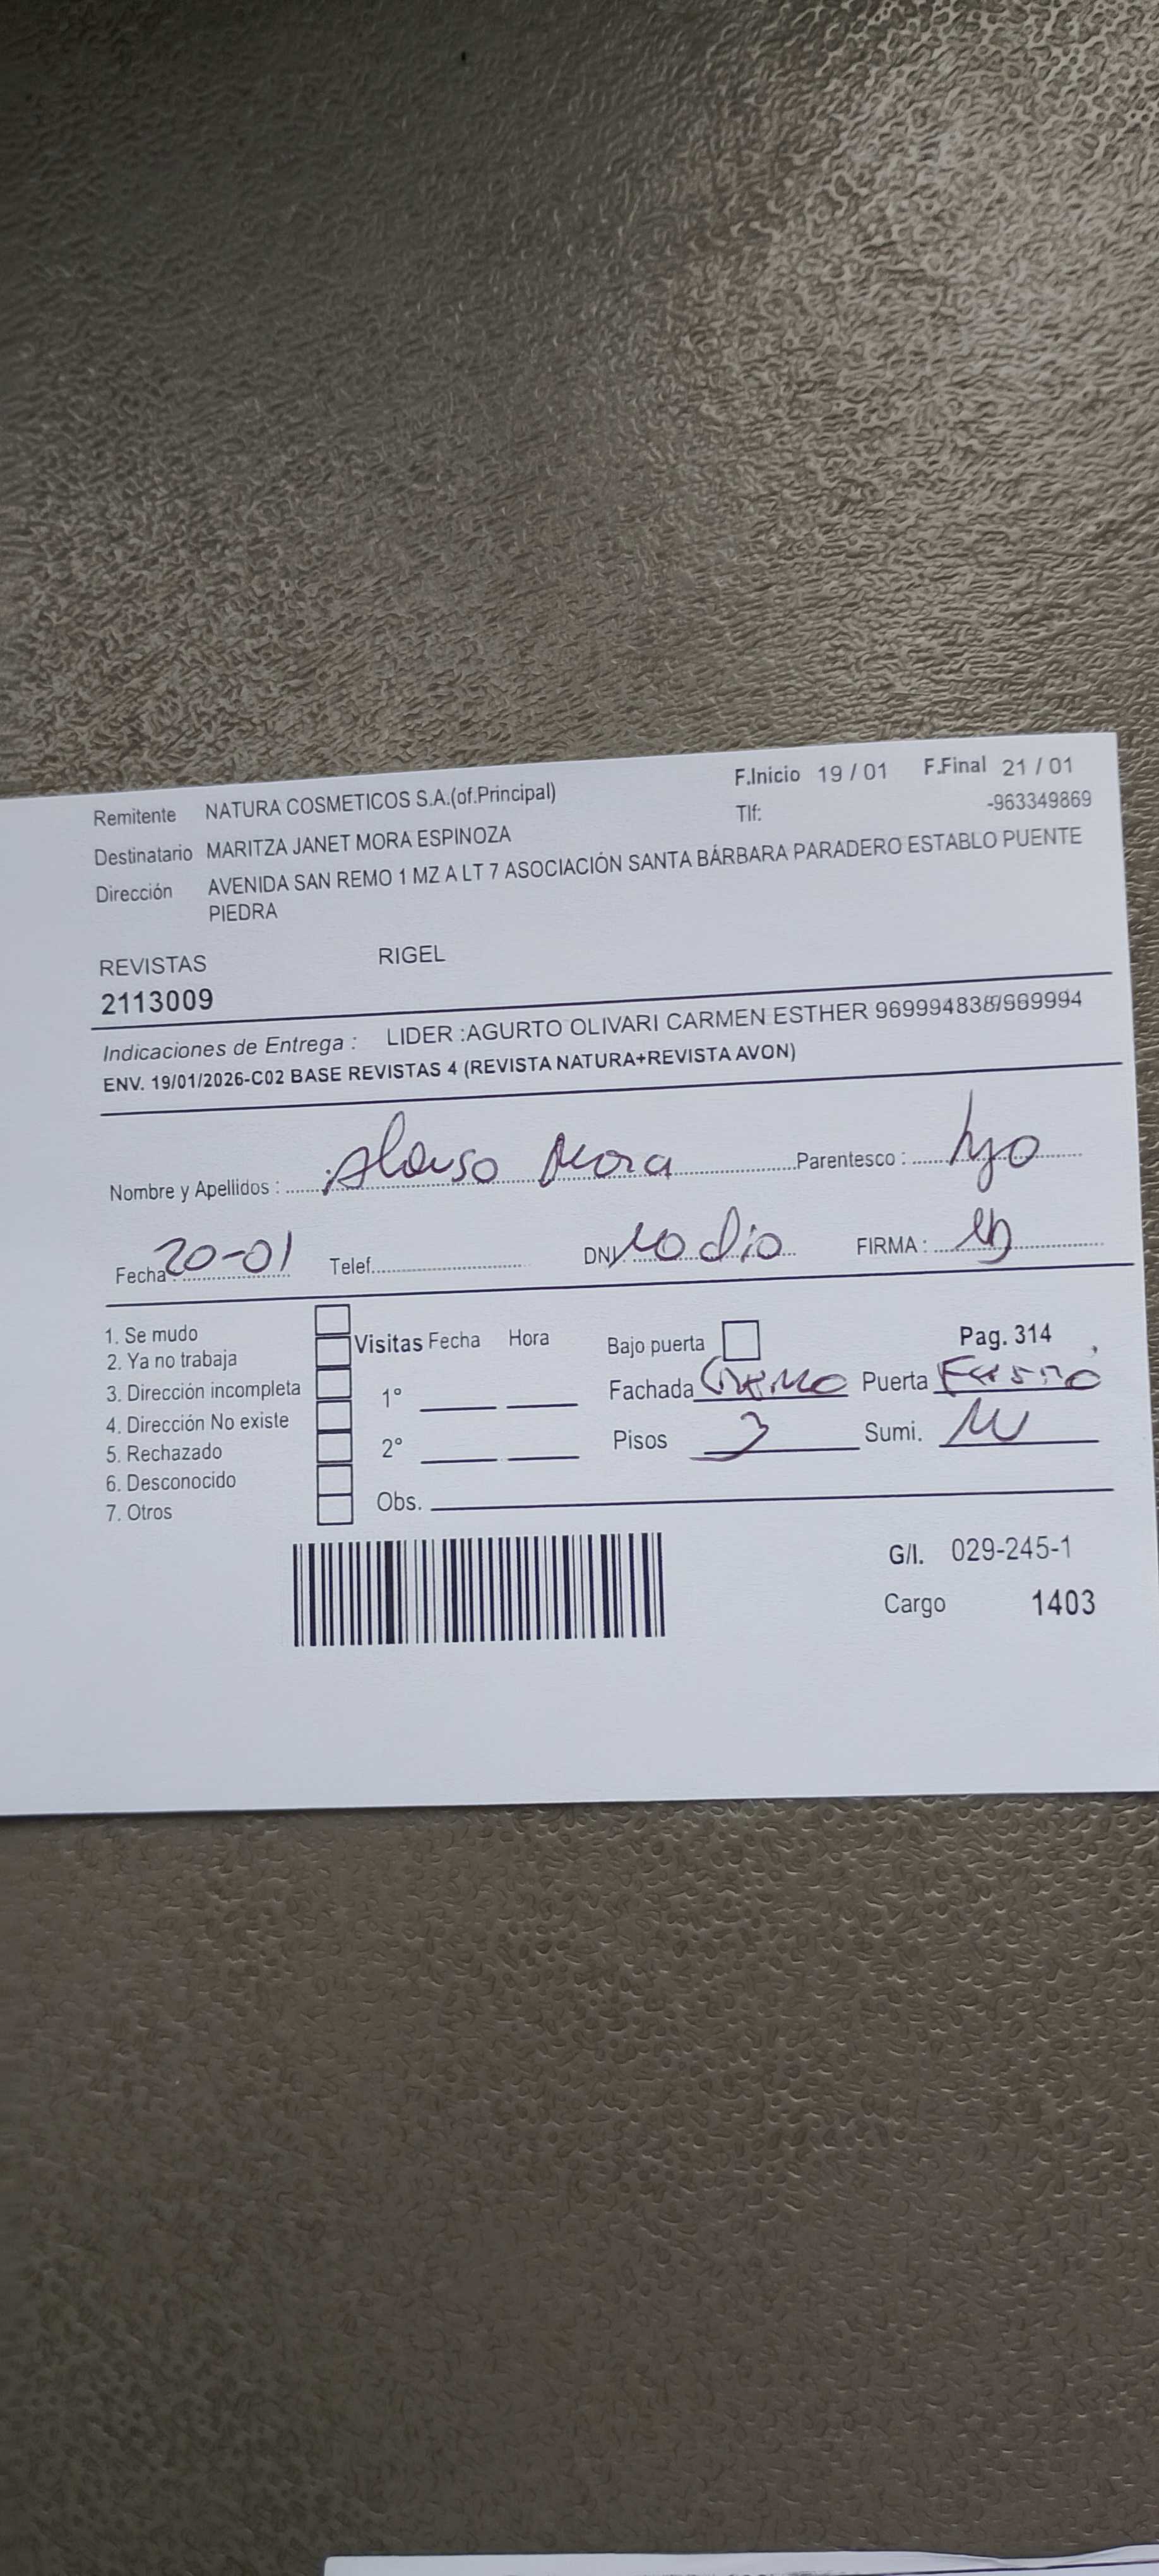 Remitente NATURA COSMETICOS S.A.(of.Principal) F.Inicio 19 / 01 F.Final 21 / 01
Tlf: -963349869
Destinatario MARITZA JANET MORA ESPINOZA
Dirección AVENIDA SAN REMO 1 MZ A LT 7 ASOCIACIÓN SANTA BÁRBARA PARADERO ESTABLO PUENTE
PIEDRA
REVISTAS RIGEL
2113009
Indicaciones de Entrega : LIDER :AGURTO OLIVARI CARMEN ESTHER 969994838/969994
ENV. 19/01/2026-C02 BASE REVISTAS 4 (REVISTA NATURA+REVISTA AVON)
Nombre y Apellidos : Alonso Mora Parentesco : hijo
Fecha : 20-01 Telef. DNI no dio FIRMA :
1. Se mudo
2. Ya no trabaja
3. Dirección incompleta
4. Dirección No existe
5. Rechazado
6. Desconocido
7. Otros
Visitas Fecha Hora
1°
2°
Obs.
Bajo puerta Pag. 314
Fachada Puerta
Pisos 3 Sumi.
G/I. 029-245-1
Cargo 1403